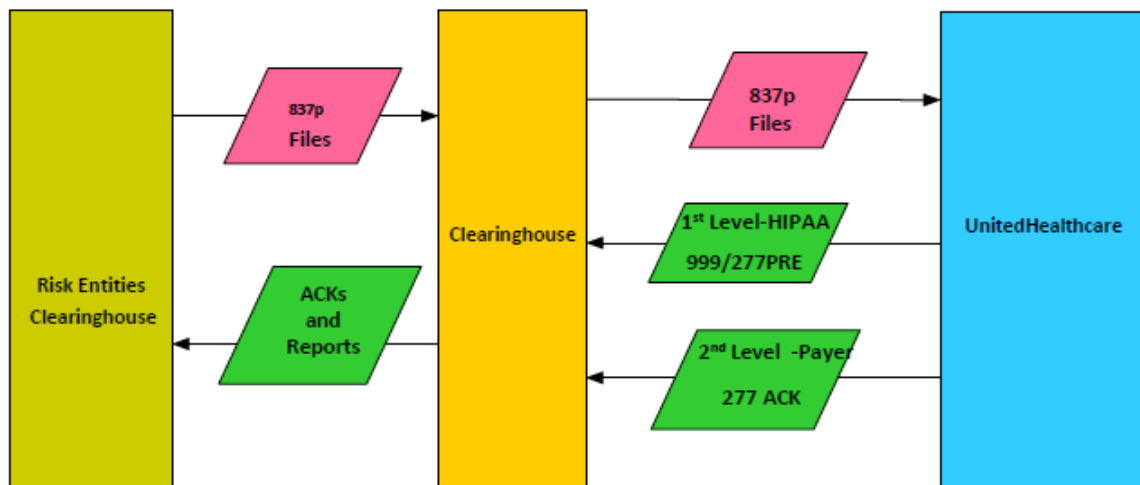 Risk Entities
Clearinghouse
837p
Files
ACKs
and
Reports
Clearinghouse
837p
Files
1st Level-HIPAA
999/277PRE
2nd Level -Payer
277 ACK
UnitedHealthcare